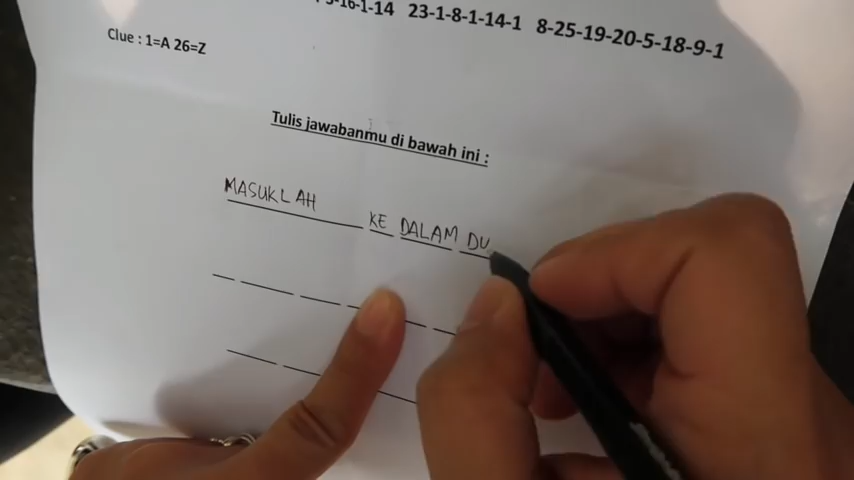 23-1-8-1-14-1 8-25-19-20-5-18-9-1
Clue : 1=A 26=Z
Tulis jawabanmu di bawah ini :
MASUKLAH KE DALAM DU